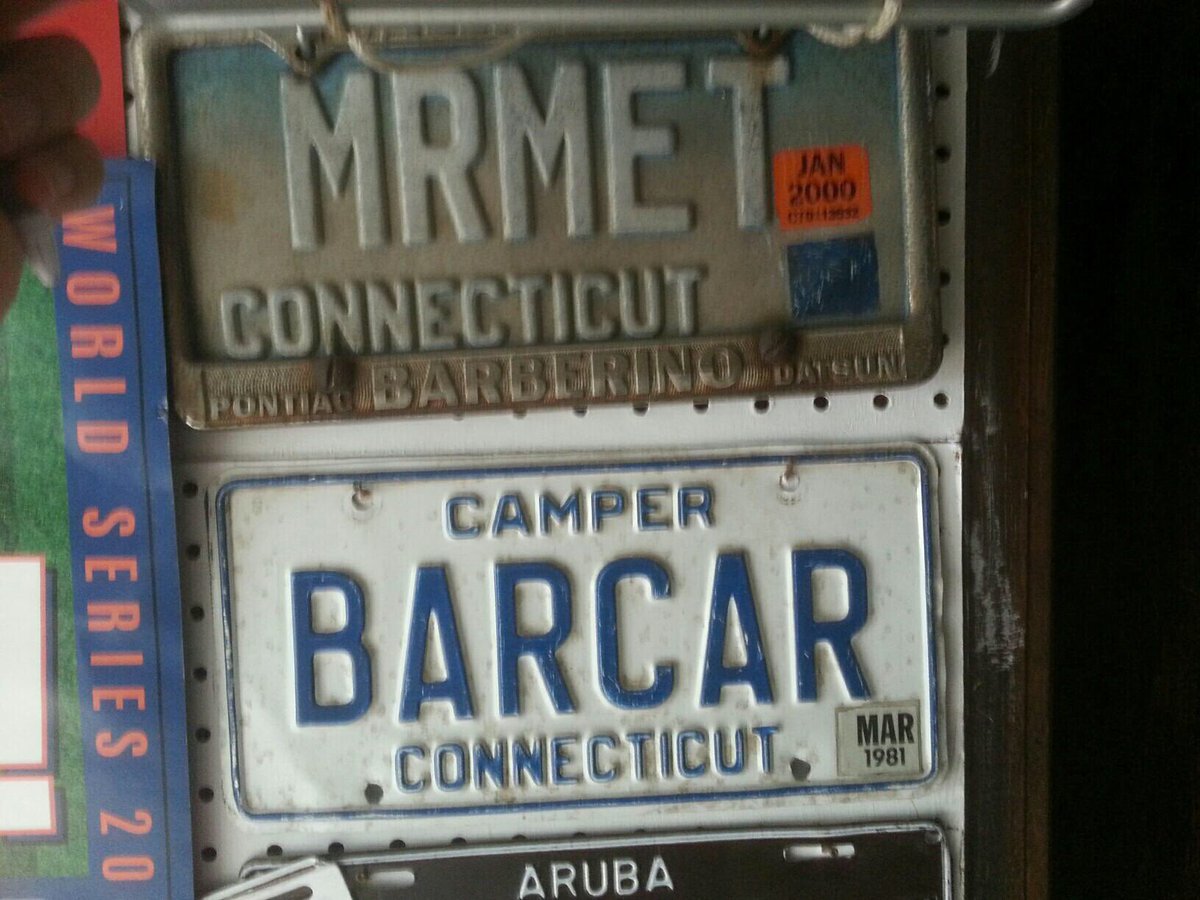 MRMET
JAN
2000
CONNECTICUT
PONTIAC BARBERINO DATSUN
WORLD SERIES 20
CAMPER
BARCAR
CONNECTICUT
MAR
1981
ARUBA